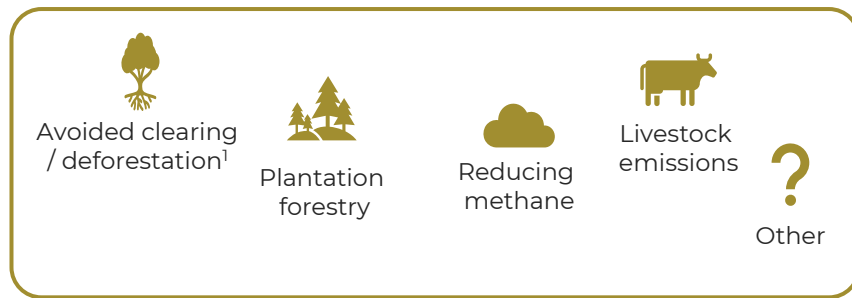 Avoided clearing
/ deforestation¹
Plantation
forestry
Reducing
methane
Livestock
emissions
?
Other